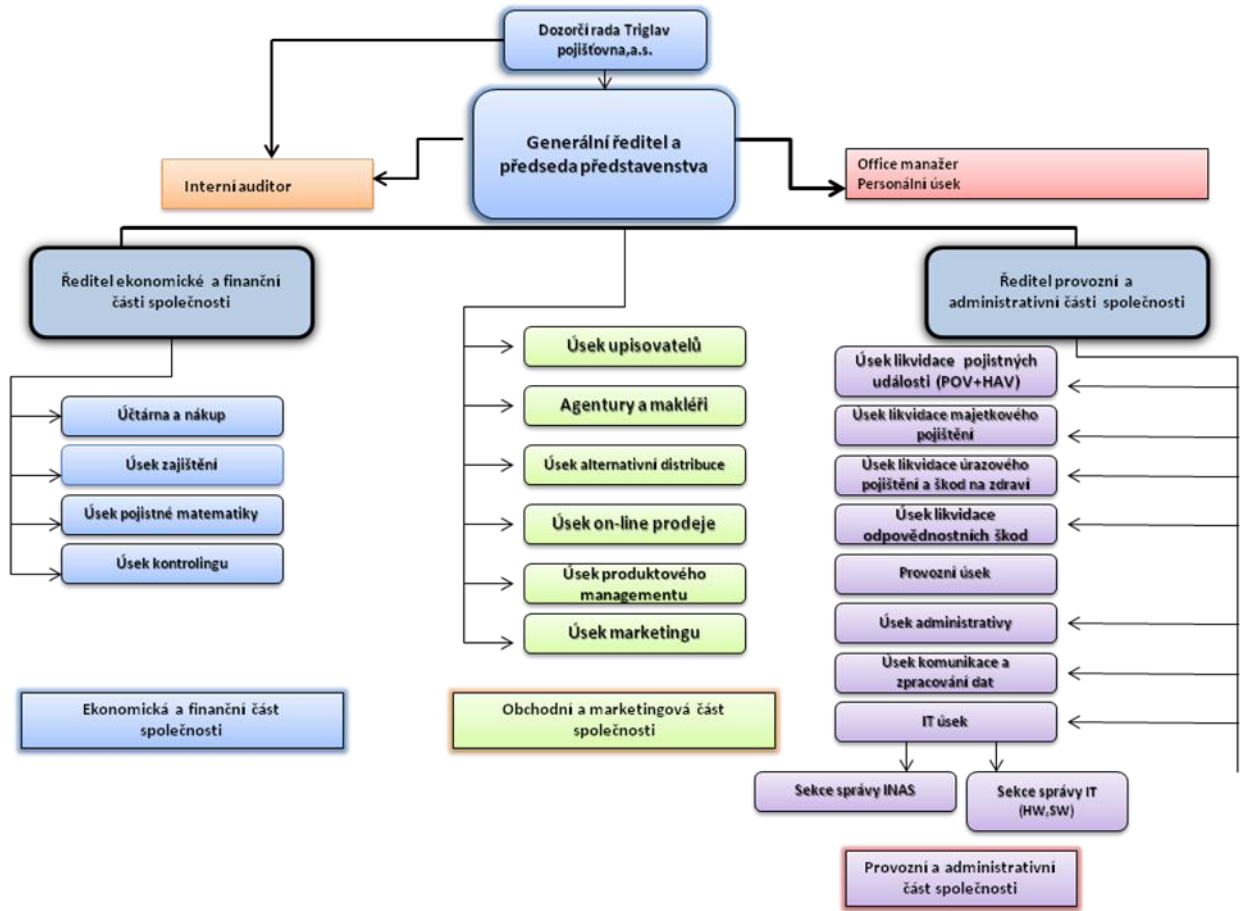 Dozorčí rada Triglav
pojišťovna,a.s.
Generální ředitel a
předseda představenstva
Interní auditor
Office manažer
Personální úsek
Ředitel ekonomické a finanční
části společnosti
Účtárna a nákup
Úsek zajištění
Úsek pojistné matematiky
Úsek kontrolingu
Ekonomická a finanční část
společnosti
Úsek upisovatelů
Agentury a makléři
Úsek alternativní distribuce
Úsek on-line prodeje
Úsek produktového
managementu
Úsek marketingu
Obchodní a marketingová část
společnosti
Ředitel provozní a
administrativní části společnosti
Úsek likvidace pojistných
událostí (POV+HAV)
Úsek likvidace majetkového
pojištění
Úsek likvidace úrazového
pojištění a škod na zdraví
Úsek likvidace
odpovědnostních škod
Provozní úsek
Úsek administrativy
Úsek komunikace a
zpracování dat
IT úsek
Sekce správy INAS
Sekce správy IT
(HW,SW)
Provozní a administrativní
část společnosti